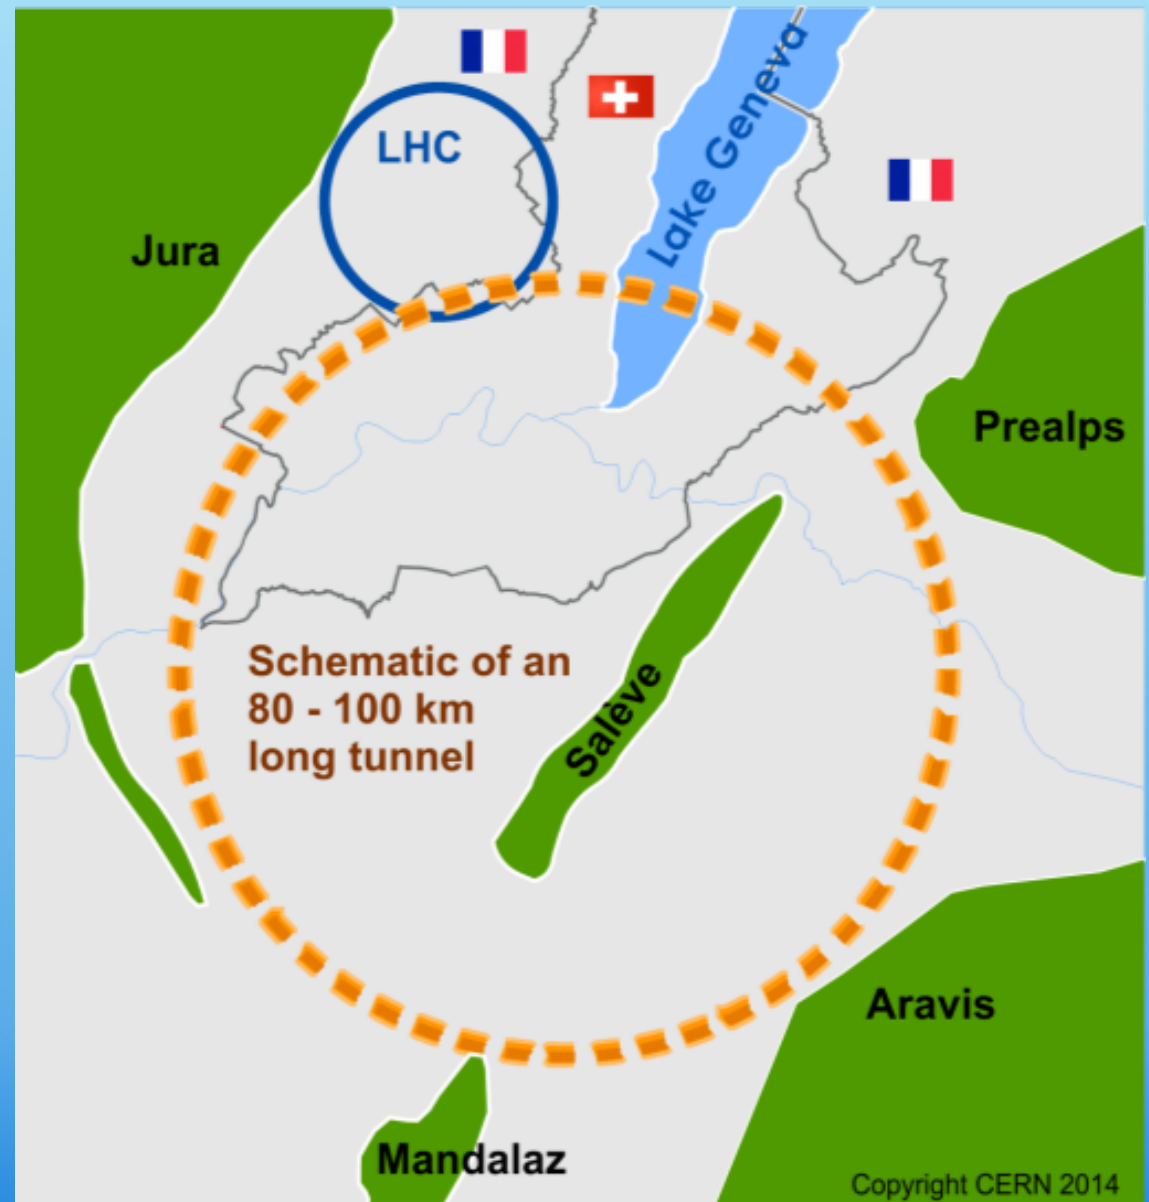 LHC
Lake Geneva
Jura
Prealps
Schematic of an
80 - 100 km
long tunnel
Salève
Aravis
Mandalaz
Copyright CERN 2014